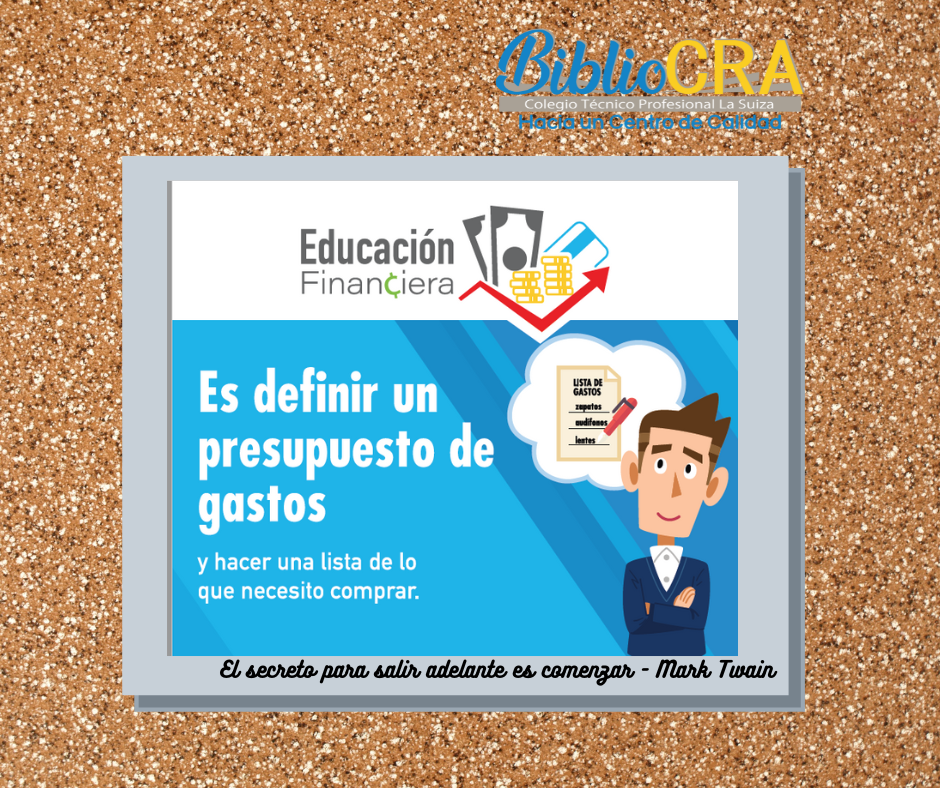 BiblioCRA
Colegio Técnico Profesional La Suiza
Hacia un Centro de Calidad
Educación
Financiera
LISTA DE
GASTOS
zapatos
audífonos
lentes
Es definir un
presupuesto de
gastos
y hacer una lista de lo
que necesito comprar.
El secreto para salir adelante es comenzar - Mark Twain